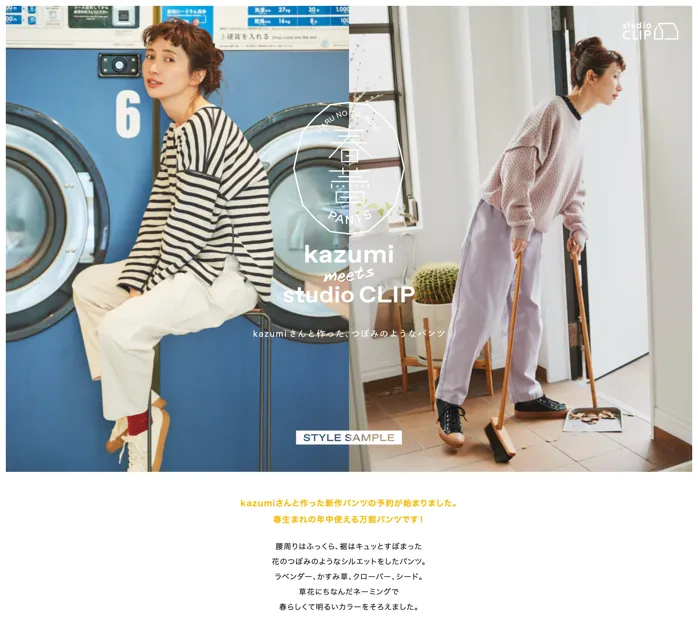 硬貨を入れる
6
studio
CLIP
春蕾
PANTS
kazumi
meets
studio CLIP
kazumiさんと作った、つぼみのようなパンツ
STYLE SAMPLE
kazumiさんと作った新作パンツの予約が始まりました。
春生まれの年中使える万能パンツです!
腰周りはふっくら、裾はキュッとすぼまった
花のつぼみのようなシルエットをしたパンツ。
ラベンダー、かすみ草、クローバー、シード。
草花にちなんだネーミングで
春らしくて明るいカラーをそろえました。